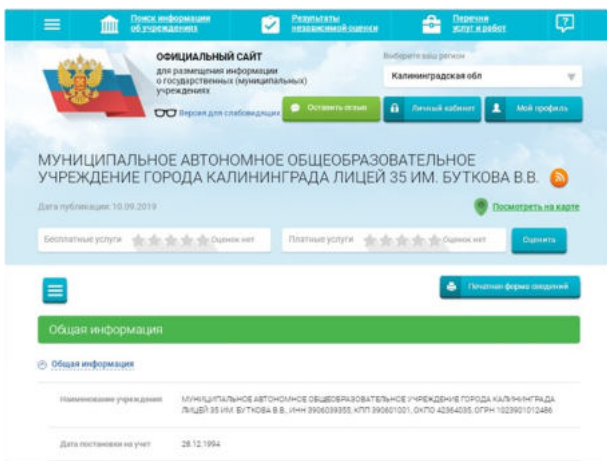 Поиск информации
об учреждениях
Результаты
независимой оценки
Перечни
услуг и работ
ОФИЦИАЛЬНЫЙ САЙТ
для размещения информации
о государственных (муниципальных)
учреждениях
Версия для слабовидящих
Выберите ваш регион
Калининградская обл
Оставить отзыв
Личный кабинет
Мой профиль
МУНИЦИПАЛЬНОЕ АВТОНОМНОЕ ОБЩЕОБРАЗОВАТЕЛЬНОЕ
УЧРЕЖДЕНИЕ ГОРОДА КАЛИНИНГРАДА ЛИЦЕЙ 35 ИМ. БУТКОВА В.В.
Дата публикации: 10.09.2019
Посмотреть на карте
Бесплатные услуги Оценок нет
Платные услуги Оценок нет
Оценить
Печатная форма сведений
Общая информация
Общая информация
Наименование учреждения
МУНИЦИПАЛЬНОЕ АВТОНОМНОЕ ОБЩЕОБРАЗОВАТЕЛЬНОЕ УЧРЕЖДЕНИЕ ГОРОДА КАЛИНИНГРАДА
ЛИЦЕЙ 35 ИМ. БУТКОВА В.В., ИНН 3906039355, КПП 390601001, ОКПО 42364035, ОГРН 1023901012486
Дата постановки на учет 28.12.1994